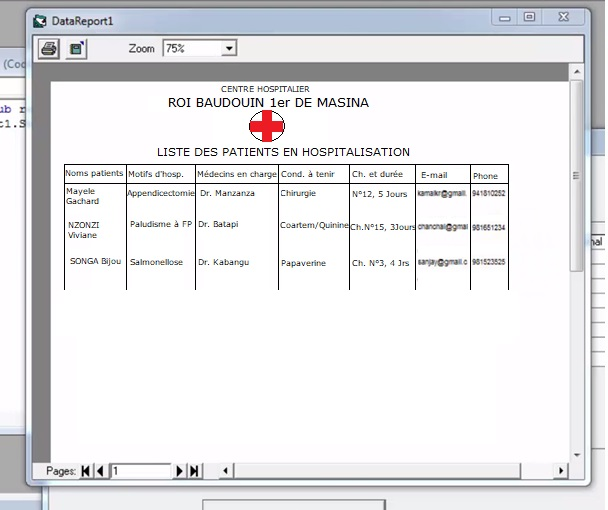 DataReport1
Zoom 75%
(Cod
ub r
CENTRE HOSPITALIER
ROI BAUDOUIN 1er DE MASINA
LISTE DES PATIENTS EN HOSPITALISATION
Noms patients Motifs d'hosp. Médecins en charge Cond. à tenir Ch. et durée E-mail Phone
Mayele Gachard Appendicectomie Dr. Manzanza Chirurgie N°12, 5 Jours kamalkr@gmail. 941810252
NZONZI Viviane Paludisme à FP Dr. Batapi Coartem/Quinine Ch.N°15, 3Jours chanchal@gmai 981651234
SONGA Bijou Salmonellose Dr. Kabangu Papaverine Ch. N°3, 4 Jrs sanjay@gmail.c 981523525
Pages: 1